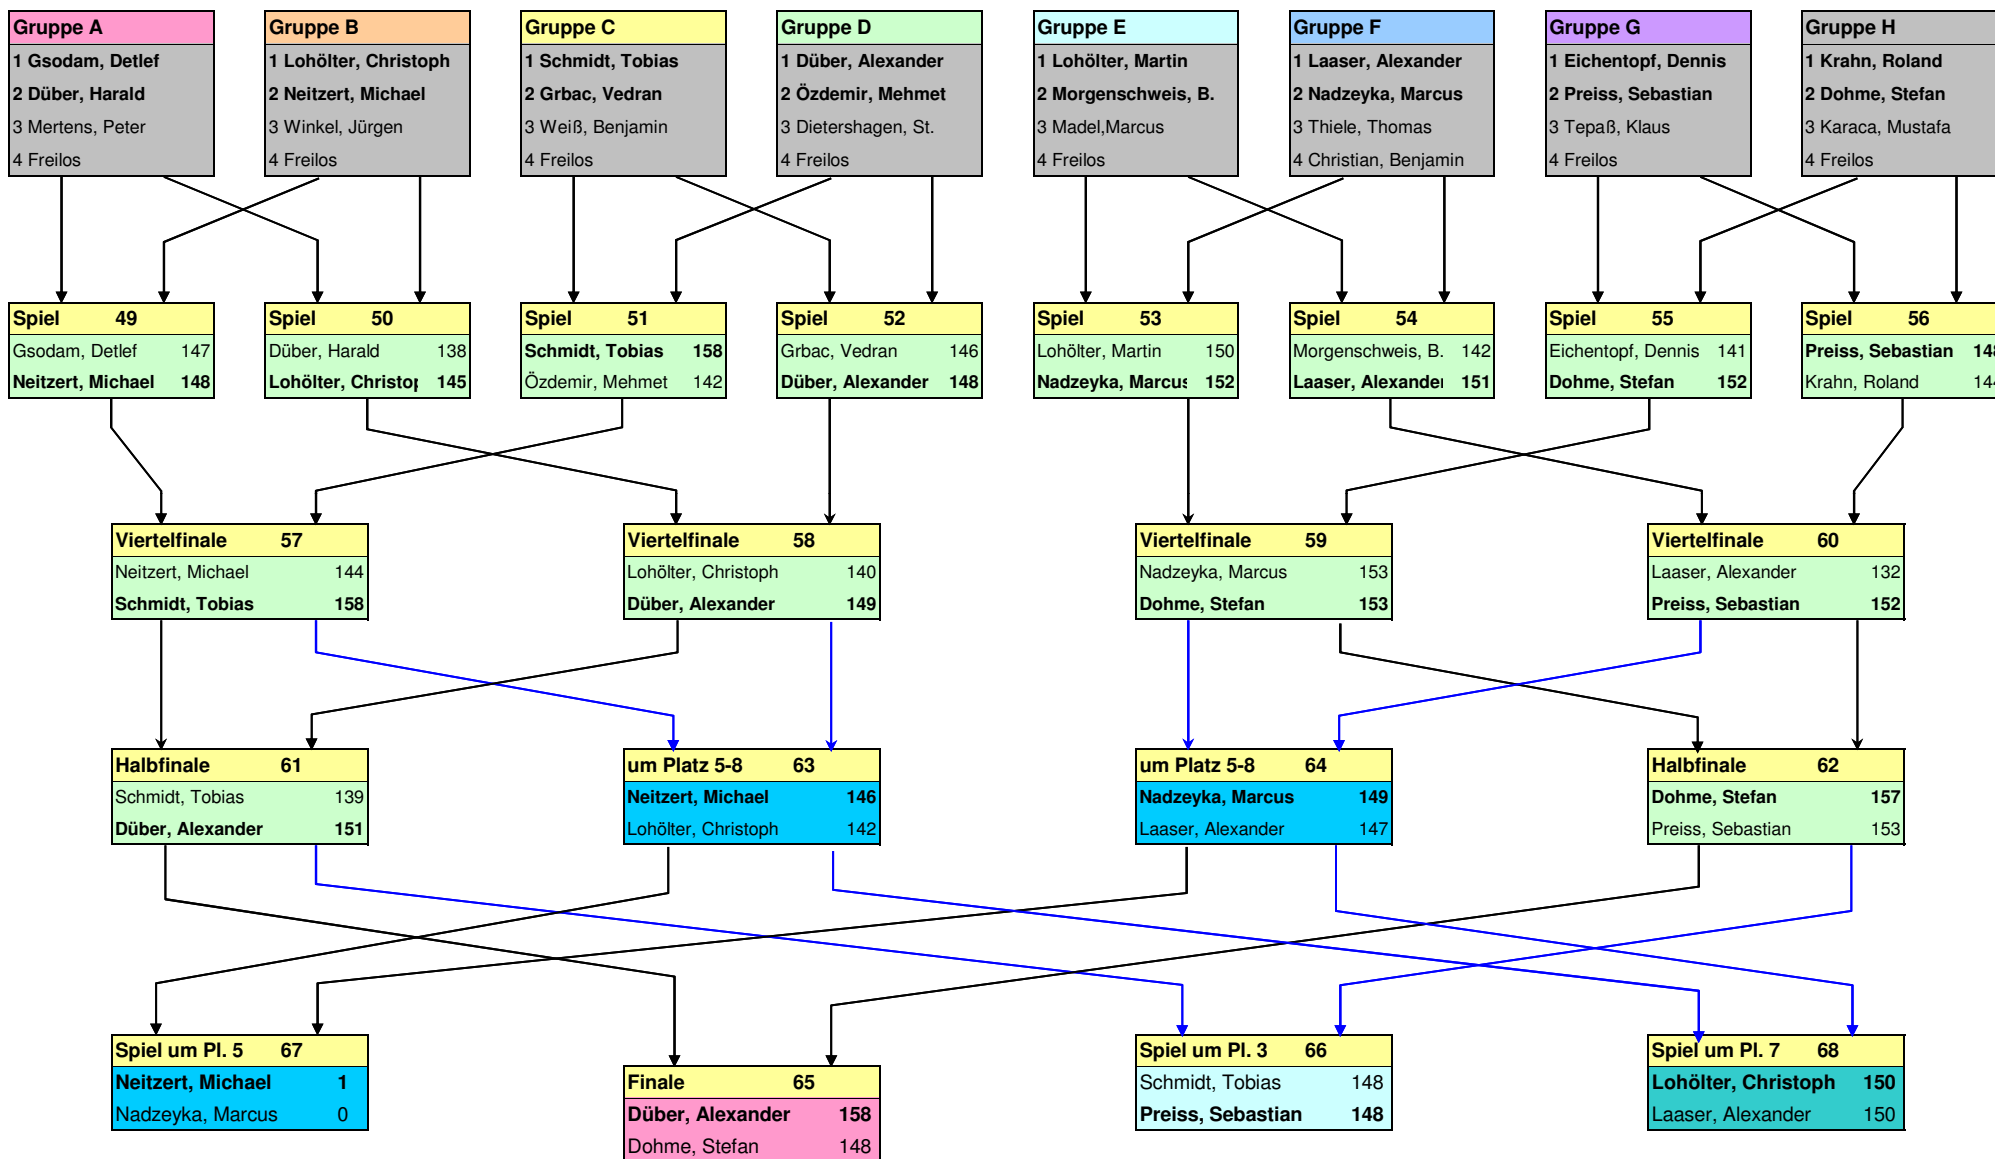 Gruppe A
1 Gsodam, Detlef
2 Düber, Harald
3 Mertens, Peter
4 Freilos
Gruppe B
1 Lohölter, Christoph
2 Neitzert, Michael
3 Winkel, Jürgen
4 Freilos
Gruppe C
1 Schmidt, Tobias
2 Grbac, Vedran
3 Weiß, Benjamin
4 Freilos
Gruppe D
1 Düber, Alexander
2 Özdemir, Mehmet
3 Dietershagen, St.
4 Freilos
Gruppe E
1 Lohölter, Martin
2 Morgenschweis, B.
3 Madel,Marcus
4 Freilos
Gruppe F
1 Laaser, Alexander
2 Nadzeyka, Marcus
3 Thiele, Thomas
4 Christian, Benjamin
Gruppe G
1 Eichentopf, Dennis
2 Preiss, Sebastian
3 Tepaß, Klaus
4 Freilos
Gruppe H
1 Krahn, Roland
2 Dohme, Stefan
3 Karaca, Mustafa
4 Freilos
Spiel 49
Gsodam, Detlef 147
Neitzert, Michael 148
Spiel 50
Düber, Harald 138
Lohölter, Christop 145
Spiel 51
Schmidt, Tobias 158
Özdemir, Mehmet 142
Spiel 52
Grbac, Vedran 146
Düber, Alexander 148
Spiel 53
Lohölter, Martin 150
Nadzeyka, Marcus 152
Spiel 54
Morgenschweis, B. 142
Laaser, Alexander 151
Spiel 55
Eichentopf, Dennis 141
Dohme, Stefan 152
Spiel 56
Preiss, Sebastian 148
Krahn, Roland 144
Viertelfinale 57
Neitzert, Michael 144
Schmidt, Tobias 158
Viertelfinale 58
Lohölter, Christoph 140
Düber, Alexander 149
Viertelfinale 59
Nadzeyka, Marcus 153
Dohme, Stefan 153
Viertelfinale 60
Laaser, Alexander 132
Preiss, Sebastian 152
Halbfinale 61
Schmidt, Tobias 139
Düber, Alexander 151
um Platz 5-8 63
Neitzert, Michael 146
Lohölter, Christoph 142
um Platz 5-8 64
Nadzeyka, Marcus 149
Laaser, Alexander 147
Halbfinale 62
Dohme, Stefan 157
Preiss, Sebastian 153
Spiel um Pl. 5 67
Neitzert, Michael 1
Nadzeyka, Marcus 0
Finale 65
Düber, Alexander 158
Dohme, Stefan 148
Spiel um Pl. 3 66
Schmidt, Tobias 148
Preiss, Sebastian 148
Spiel um Pl. 7 68
Lohölter, Christoph 150
Laaser, Alexander 150